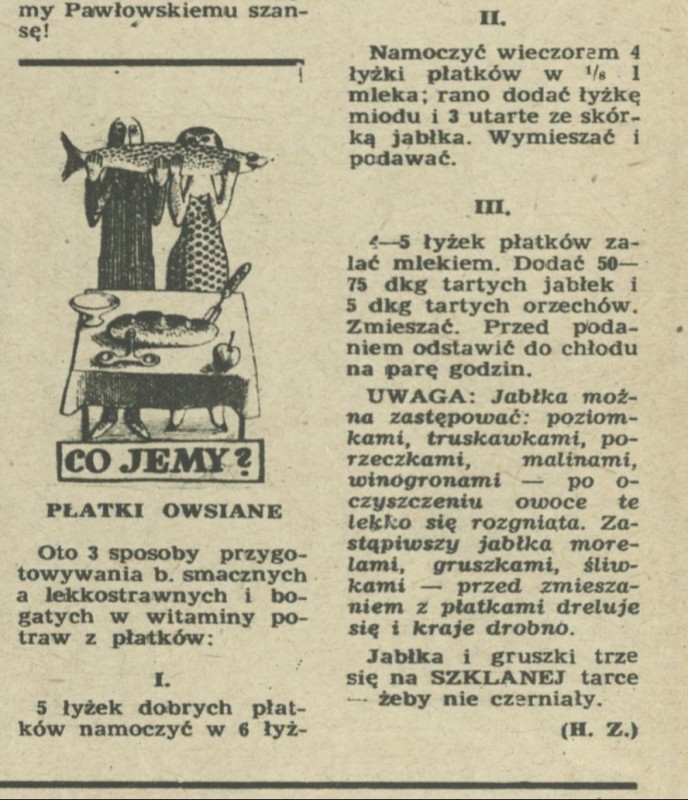 my Pawłowskiemu szan-
sę!
CO JEMY?
PŁATKI OWSIANE
Oto 3 sposoby przygo-
towywania b. smacznych
a lekkostrawnych i bo-
gatych w witaminy po-
traw z płatków:
I.
5 łyżek dobrych płat-
ków namoczyć w 6 łyż-
II.
Namoczyć wieczorem 4
łyżki płatków w 1/8 l
mleka; rano dodać łyżkę
miodu i 3 utarte ze skór-
ką jabłka. Wymieszać i
podawać.
III.
4—5 łyżek płatków za-
lać mlekiem. Dodać 50—
75 dkg tartych jabłek i
5 dkg tartych orzechów.
Zmieszać. Przed poda-
niem odstawić do chłodu
na parę godzin.
UWAGA: Jabłka moż-
na zastępować: poziom-
kami, truskawkami, po-
rzeczkami, malinami,
winogronami — po o-
czyszczeniu owoce te
lekko się rozgniata. Za-
stąpiwszy jabłka more-
lami, gruszkami, śliw-
kami — przed zmiesza-
niem z płatkami dreluje
się i kraje drobno.
Jabłka i gruszki trze
się na SZKLANEJ tarce
— żeby nie czerniały.
(H. Z.)